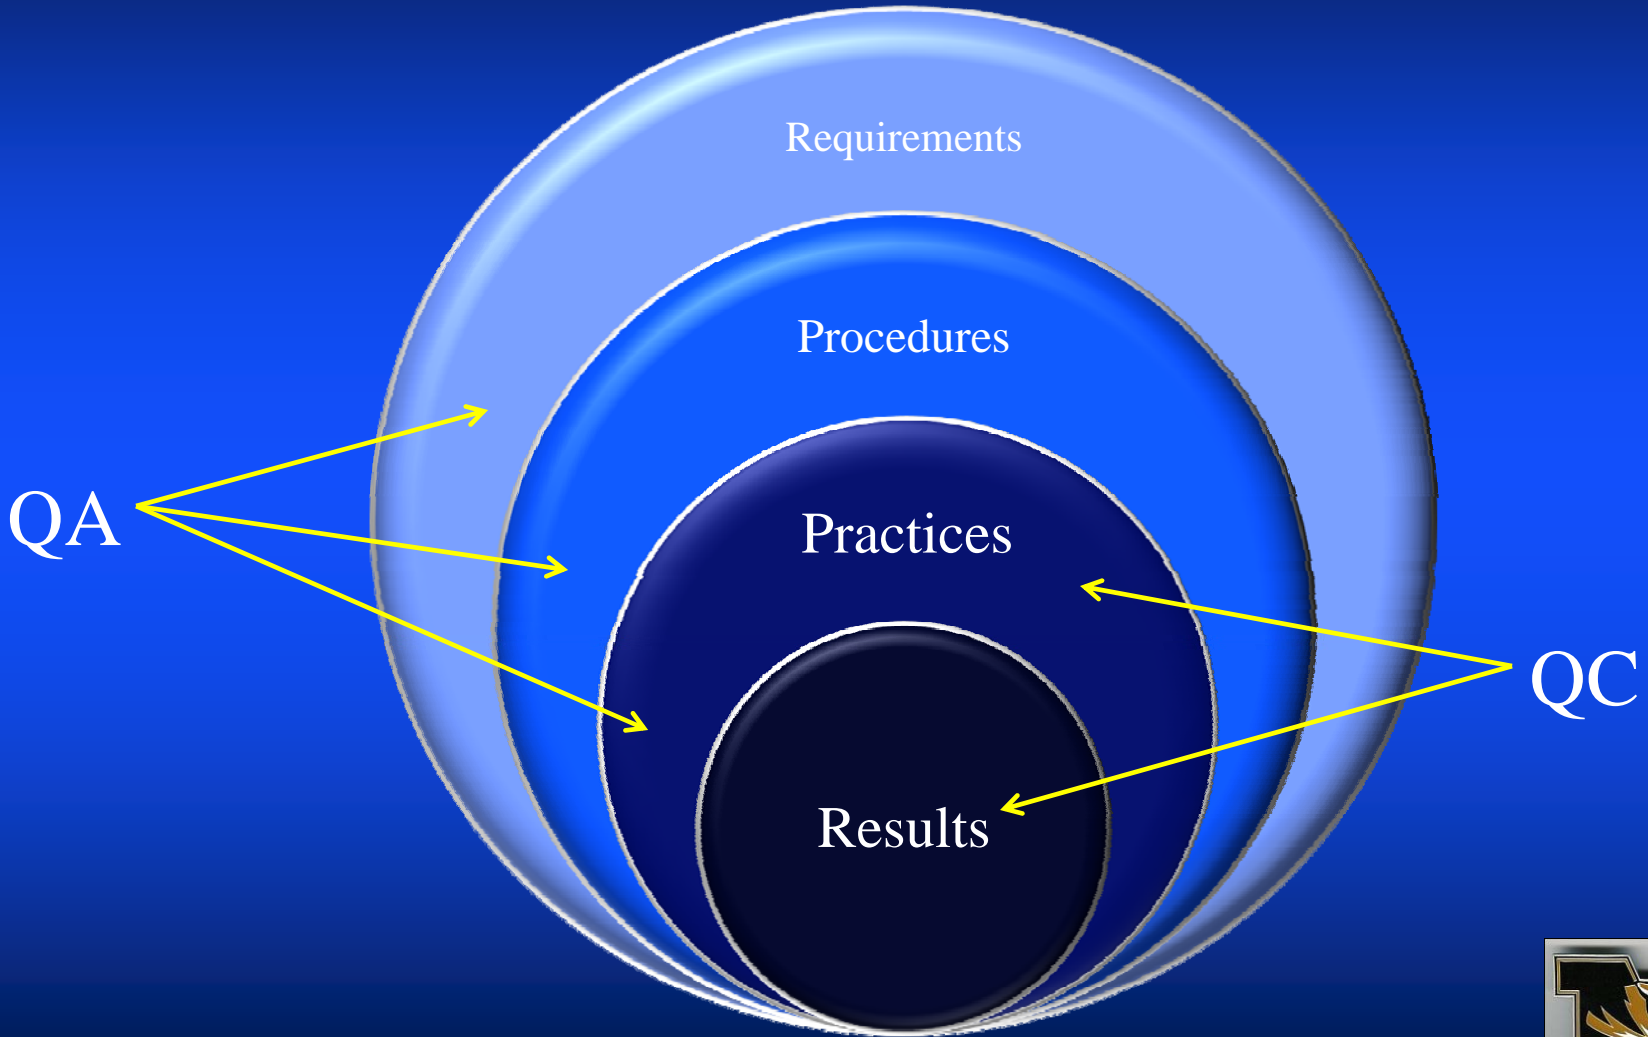 Requirements
Procedures
QA
Practices
QC
Results